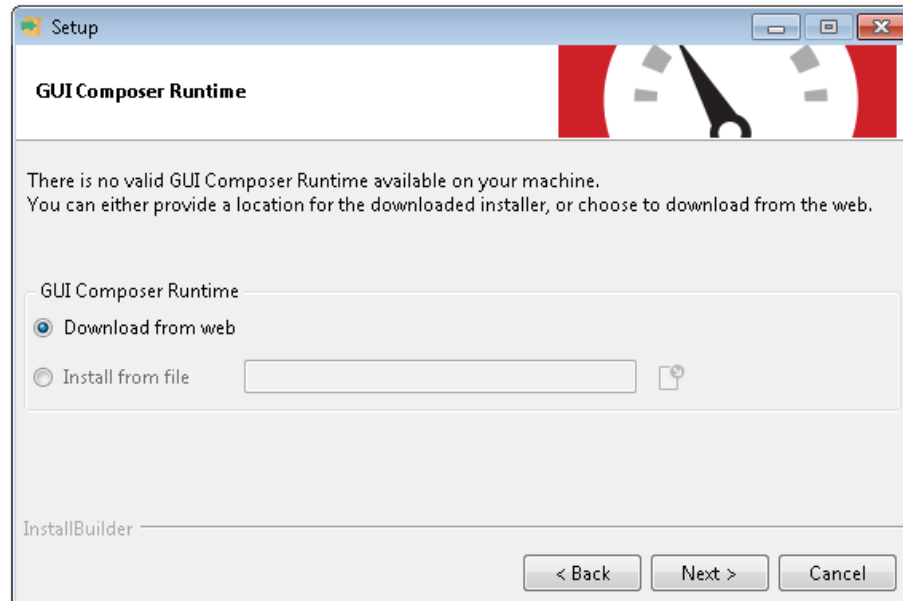 Setup
GUI Composer Runtime
There is no valid GUI Composer Runtime available on your machine.
You can either provide a location for the downloaded installer, or choose to download from the web.
GUI Composer Runtime
Download from web
Install from file
InstallBuilder
< Back Next > Cancel